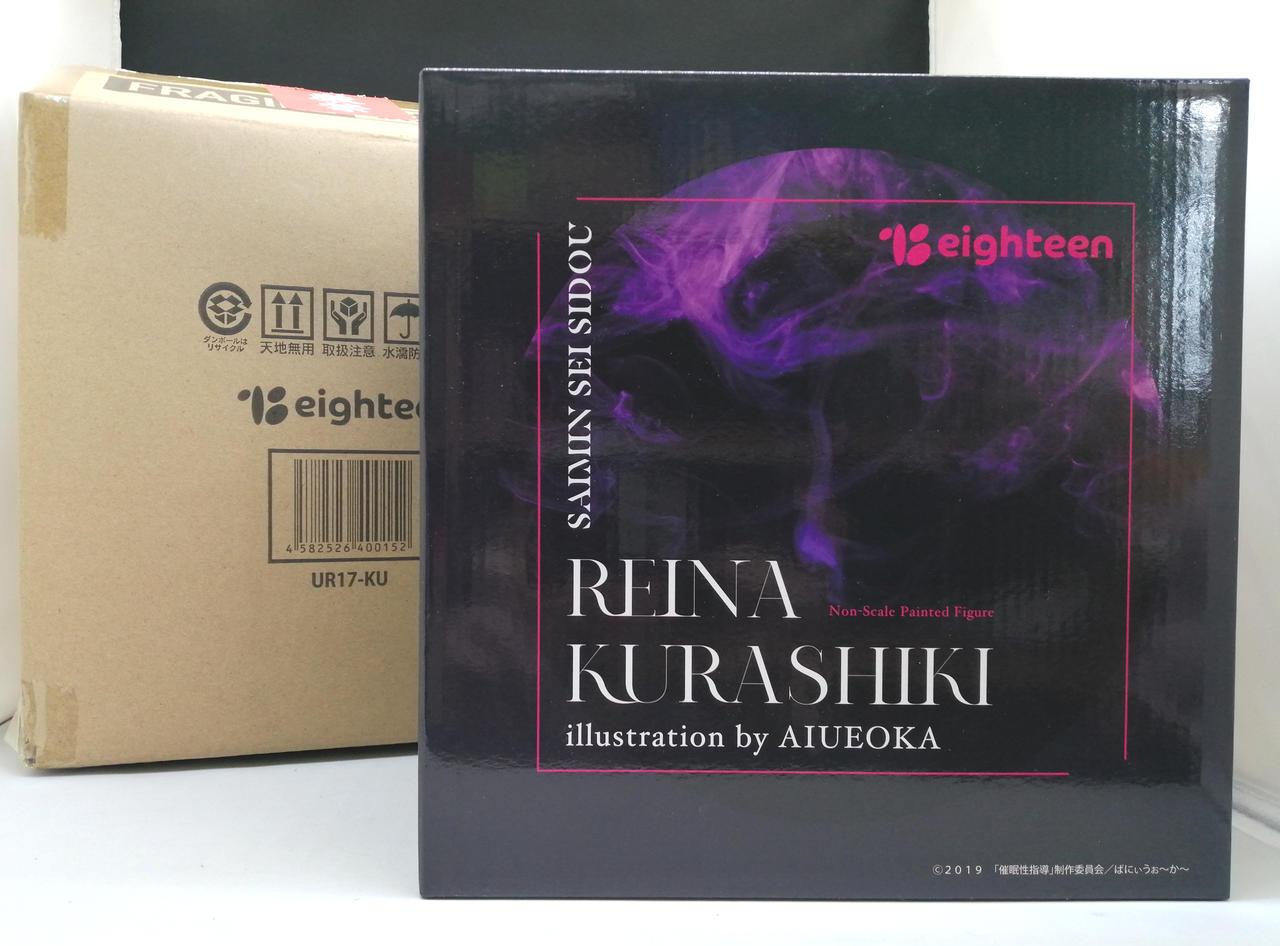 FRAGI
ダンボールは
リサイクル
天地無用 取扱注意 水濡防
eightee
4 582526 400152
UR17-KU
eighteen
SAIMIN SEI SIDOU
REINA
Non-Scale Painted Figure
KURASHIKI
illustration by AIUEOKA
©2019 「催眠性指導」制作委員会/ばにぃうぉ~か~